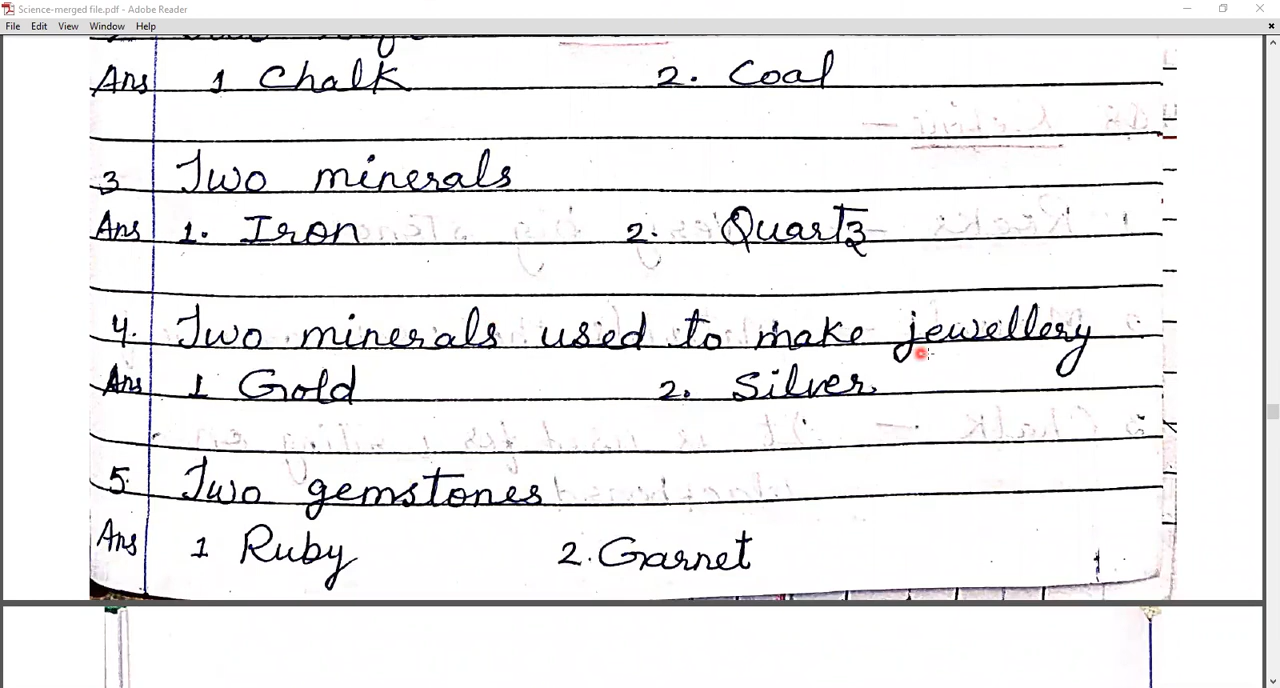 Science-merged file.pdf - Adobe Reader
File Edit View Window Help
Ans 1 Chalk 2. Coal
3 Two minerals
Ans 1. Iron 2. Quartz
4. Two minerals used to make jewellery
Ans 1 Gold 2. Silver.
5. Two gemstones
Ans 1 Ruby 2. Garnet